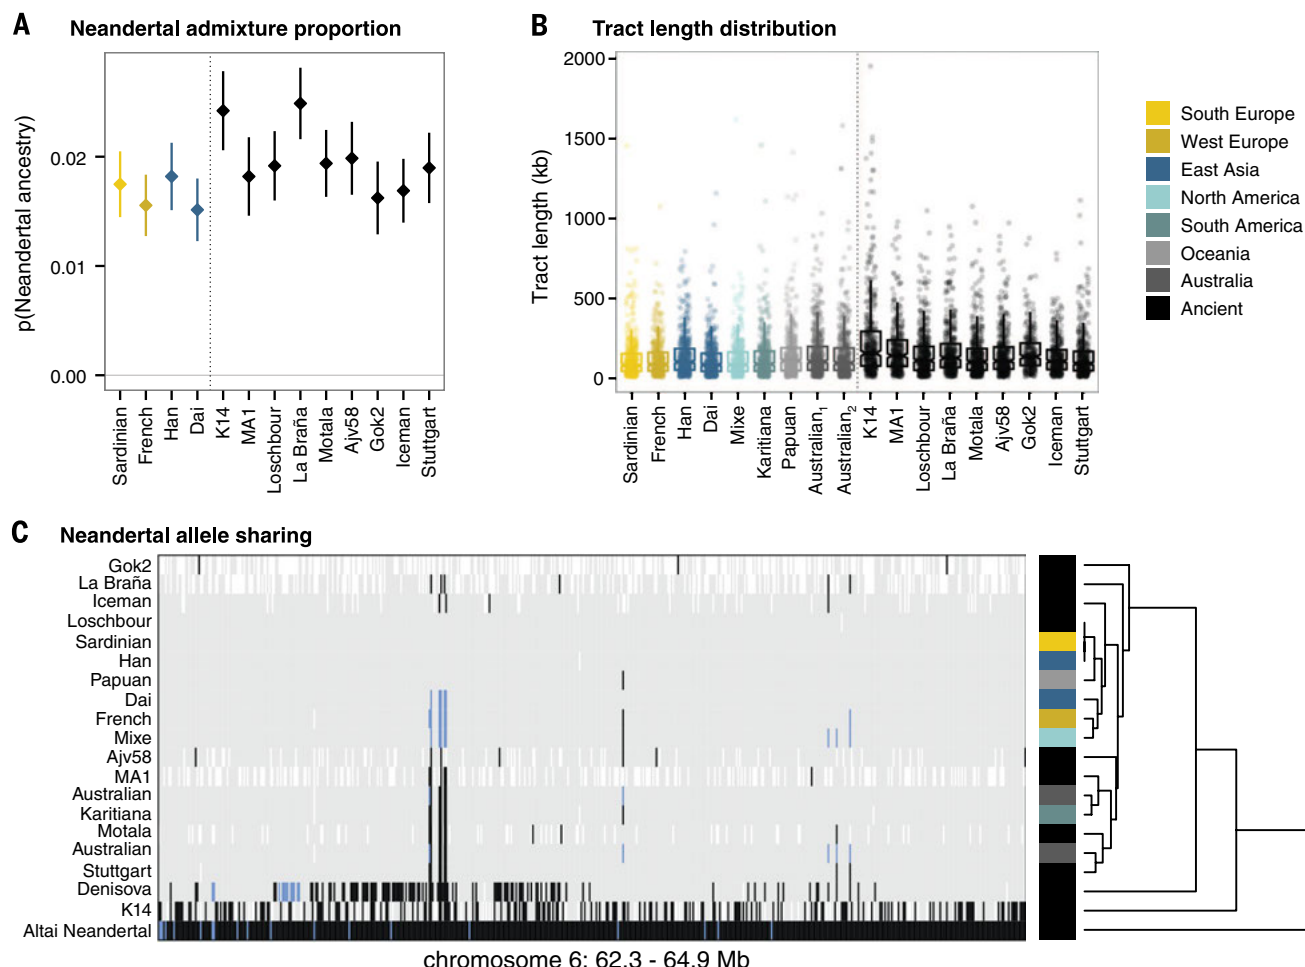 A Neandertal admixture proportion
p(Neandertal ancestry)
0.02
0.01
0.00
Sardinian
French
Han
Dai
K14
MA1
Loschbour
La Braña
Motala
Ajv58
Gok2
Iceman
Stuttgart
B Tract length distribution
Tract length (kb)
2000
1500
1000
500
0
Sardinian
French
Han
Dai
Mixe
Karitiana
Papuan
Australian1
Australian2
K14
MA1
Loschbour
La Braña
Motala
Ajv58
Gok2
Iceman
Stuttgart
South Europe
West Europe
East Asia
North America
South America
Oceania
Australia
Ancient
C Neandertal allele sharing
Gok2
La Braña
Iceman
Loschbour
Sardinian
Han
Papuan
Dai
French
Mixe
Ajv58
MA1
Australian
Karitiana
Motala
Australian
Stuttgart
Denisova
K14
Altai Neandertal
chromosome 6: 62.3 - 64.9 Mb